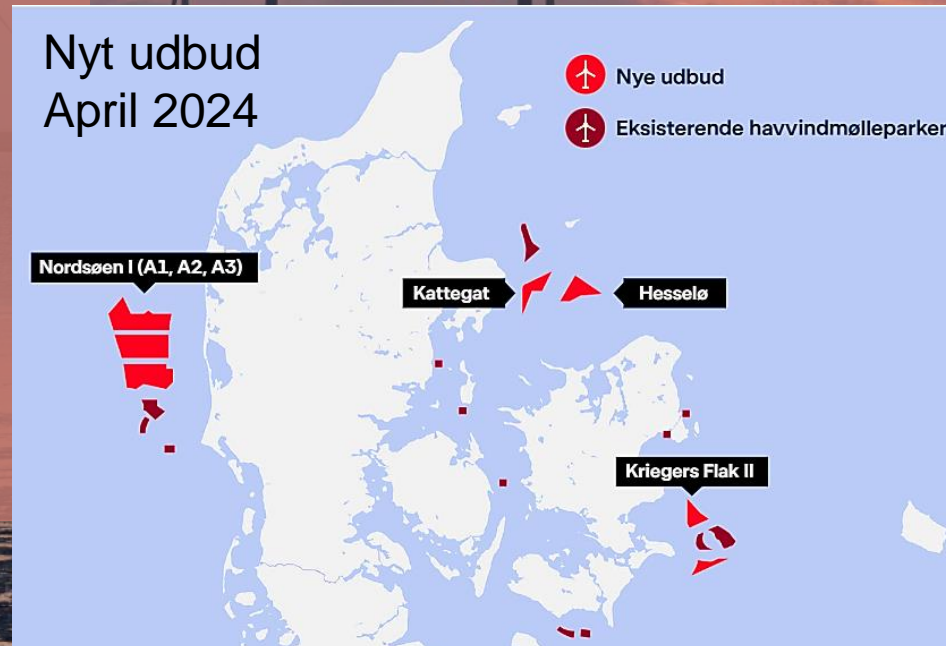 Nyt udbud
April 2024
Nye udbud
Eksisterende havvindmølleparker
Nordsøen I (A1, A2, A3)
Kattegat
Hesselø
Kriegers Flak II